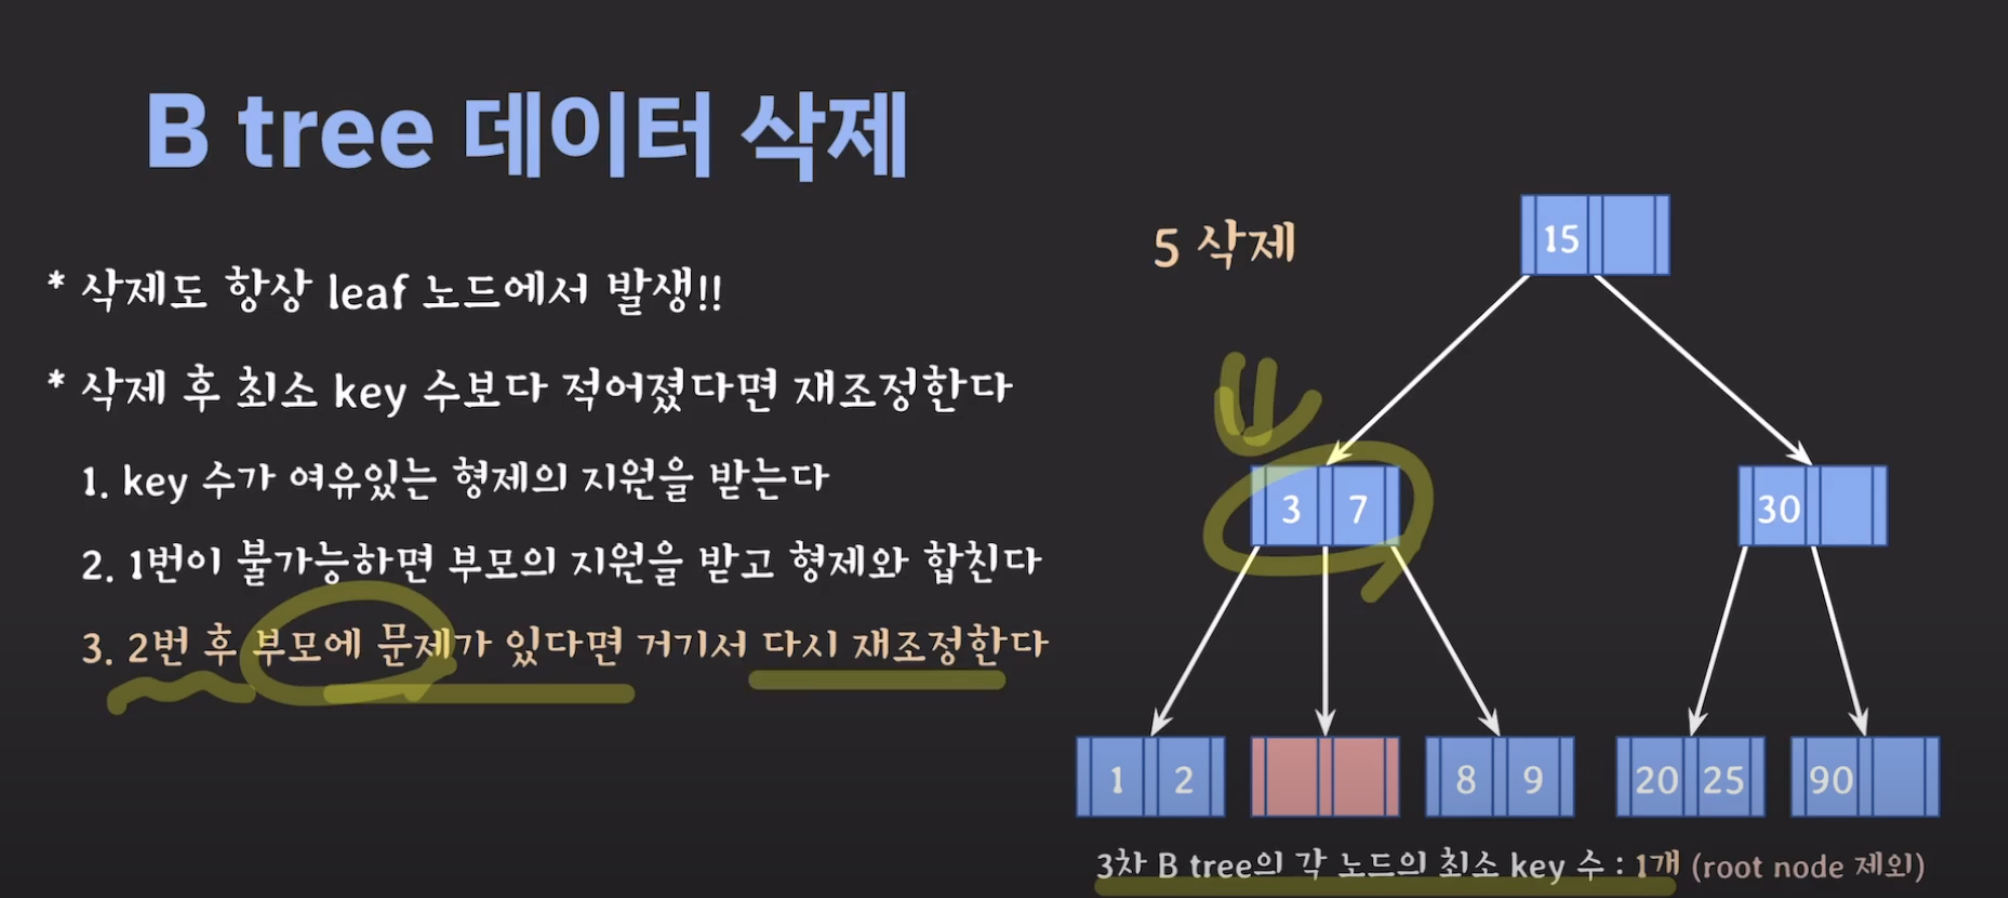 B tree 데이터 삭제
* 삭제도 항상 leaf 노드에서 발생!!
* 삭제 후 최소 key 수보다 적어졌다면 재조정한다
1. key 수가 여유있는 형제의 지원을 받는다
2. 1번이 불가능하면 부모의 지원을 받고 형제와 합친다
3. 2번 후 부모에 문제가 있다면 거기서 다시 재조정한다
5 삭제
15
3 7
30
1 2
8 9
20 25
90
3차 B tree의 각 노드의 최소 key 수 : 1개 (root node 제외)